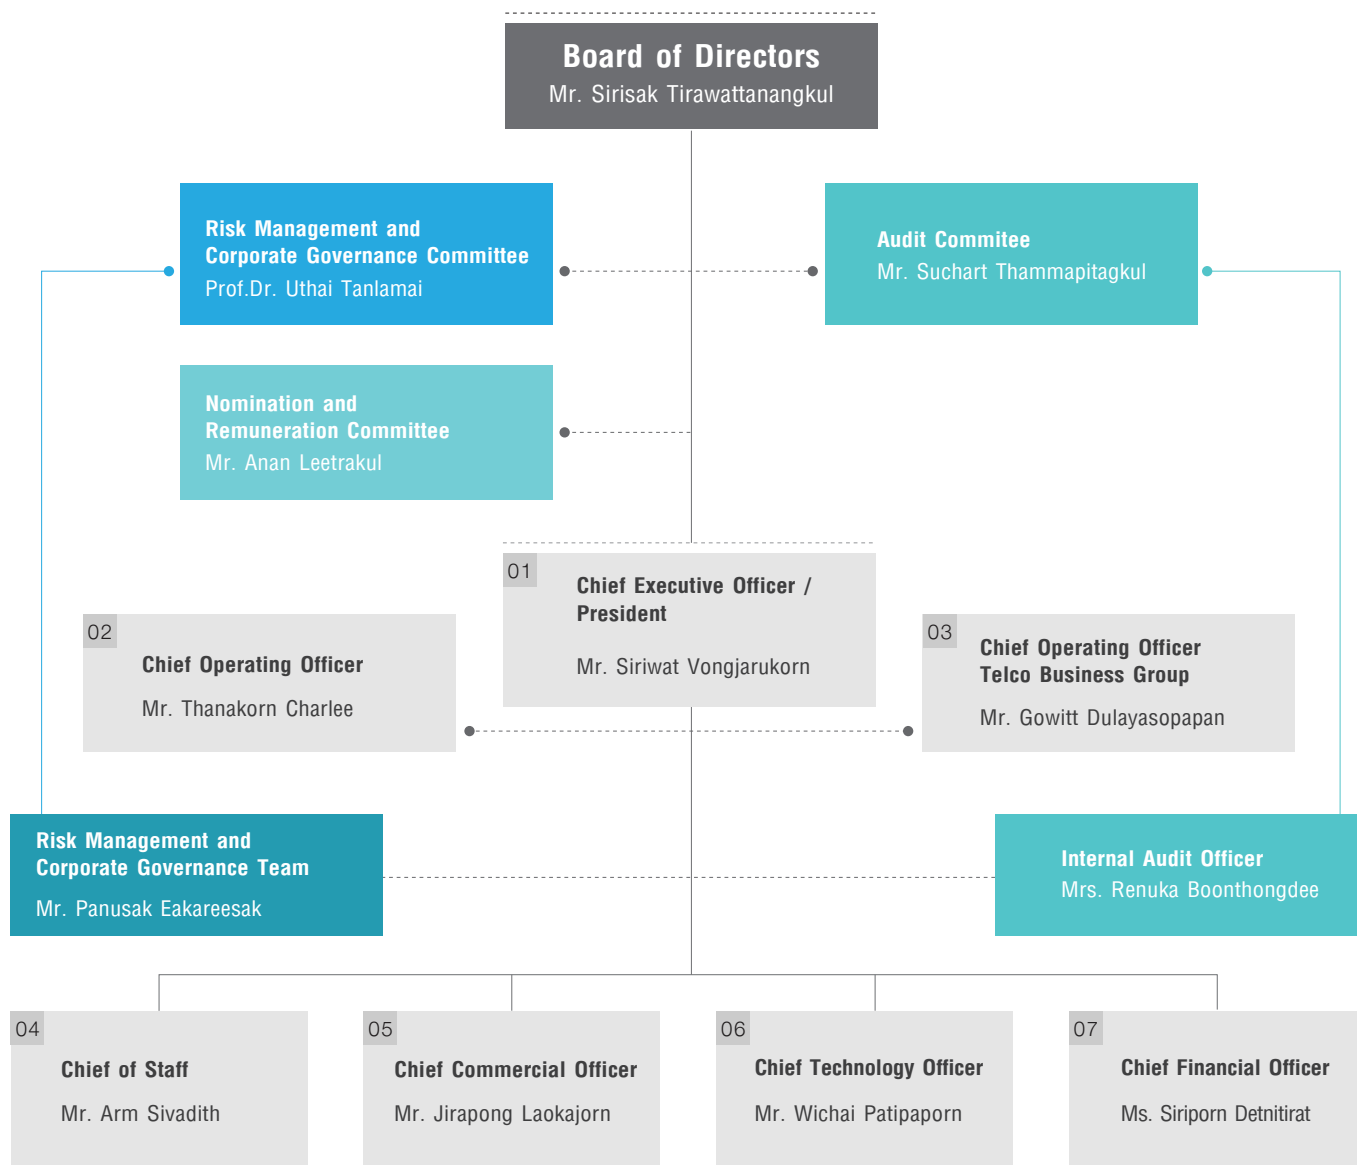 Board of Directors
Mr. Sirisak Tirawattanangkul
Risk Management and
Corporate Governance Committee
Prof.Dr. Uthai Tanlamai
Audit Commitee
Mr. Suchart Thammapitagkul
Nomination and
Remuneration Committee
Mr. Anan Leetrakul
01
Chief Executive Officer /
President
Mr. Siriwat Vongjarukorn
02
Chief Operating Officer
Mr. Thanakorn Charlee
03
Chief Operating Officer
Telco Business Group
Mr. Gowitt Dulayasopapan
Risk Management and
Corporate Governance Team
Mr. Panusak Eakareesak
Internal Audit Officer
Mrs. Renuka Boonthongdee
04
Chief of Staff
Mr. Arm Sivadith
05
Chief Commercial Officer
Mr. Jirapong Laokajorn
06
Chief Technology Officer
Mr. Wichai Patipaporn
07
Chief Financial Officer
Ms. Siriporn Detnitirat